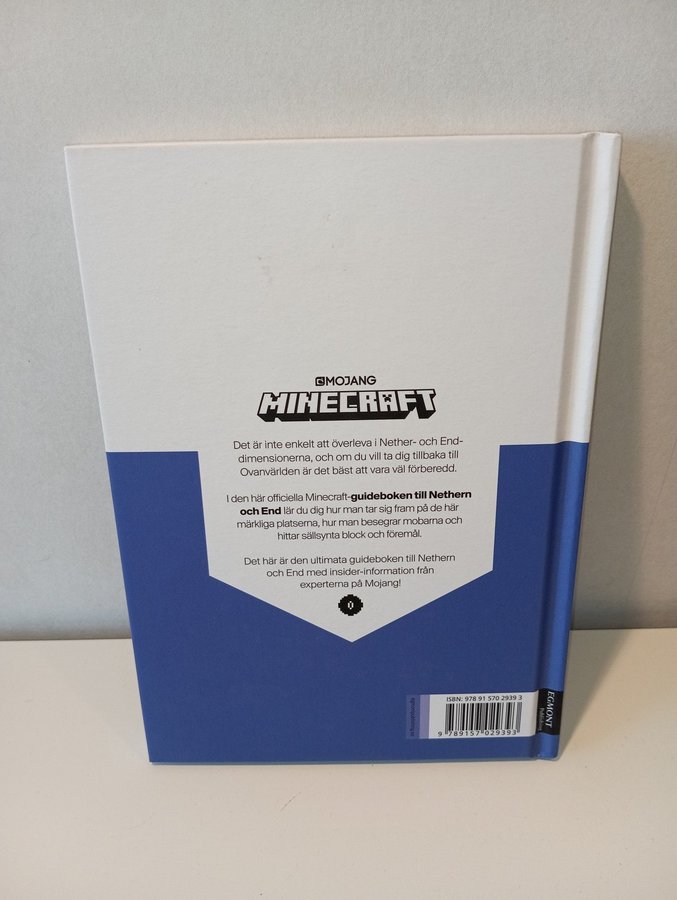 MOJANG
MINECRAFT
Det är inte enkelt att överleva i Nether- och End-
dimensionerna, och om du vill ta dig tillbaka till
Ovanvärlden är det bäst att vara väl förberedd.
I den här officiella Minecraft-guideboken till Nethern
och End lär du dig hur man tar sig fram på de här
märkliga platserna, hur man besegrar mobarna och
hittar sällsynta block och föremål.
Det här är den ultimata guideboken till Nethern
och End med insider-information från
experterna på Mojang!
ISBN: 978 91 570 2939 3
9 789157 029393
EGMONT
Publishing